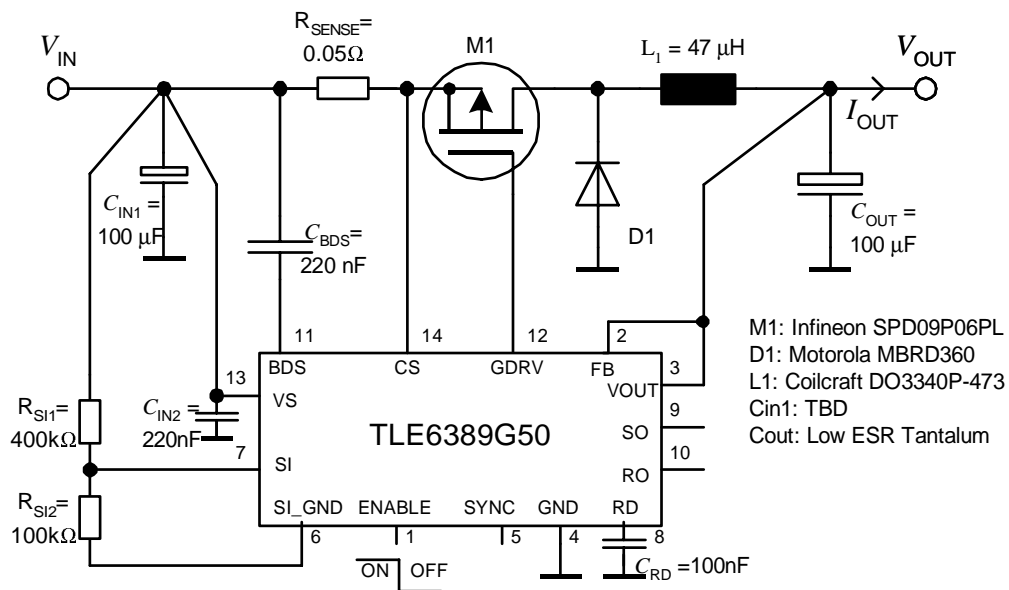 R_SENSE=
0.05Ω
M1
L₁ = 47 μH
V_IN
V_OUT
I_OUT
C_IN1 =
100 μF
C_BDS =
220 nF
D1
C_OUT =
100 μF
11
14
12
2
M1: Infineon SPD09P06PL
D1: Motorola MBRD360
L1: Coilcraft DO3340P-473
Cin1: TBD
Cout: Low ESR Tantalum
BDS
CS
GDRV
FB
3
VOUT
13
VS
R_SI1=
400kΩ
C_IN2 =
220nF
9
SO
TLE6389G50
7
SI
10
RO
R_SI2=
100kΩ
SI_GND
ENABLE
SYNC
GND
RD
6
1
5
4
8
ON
OFF
C_RD =100nF